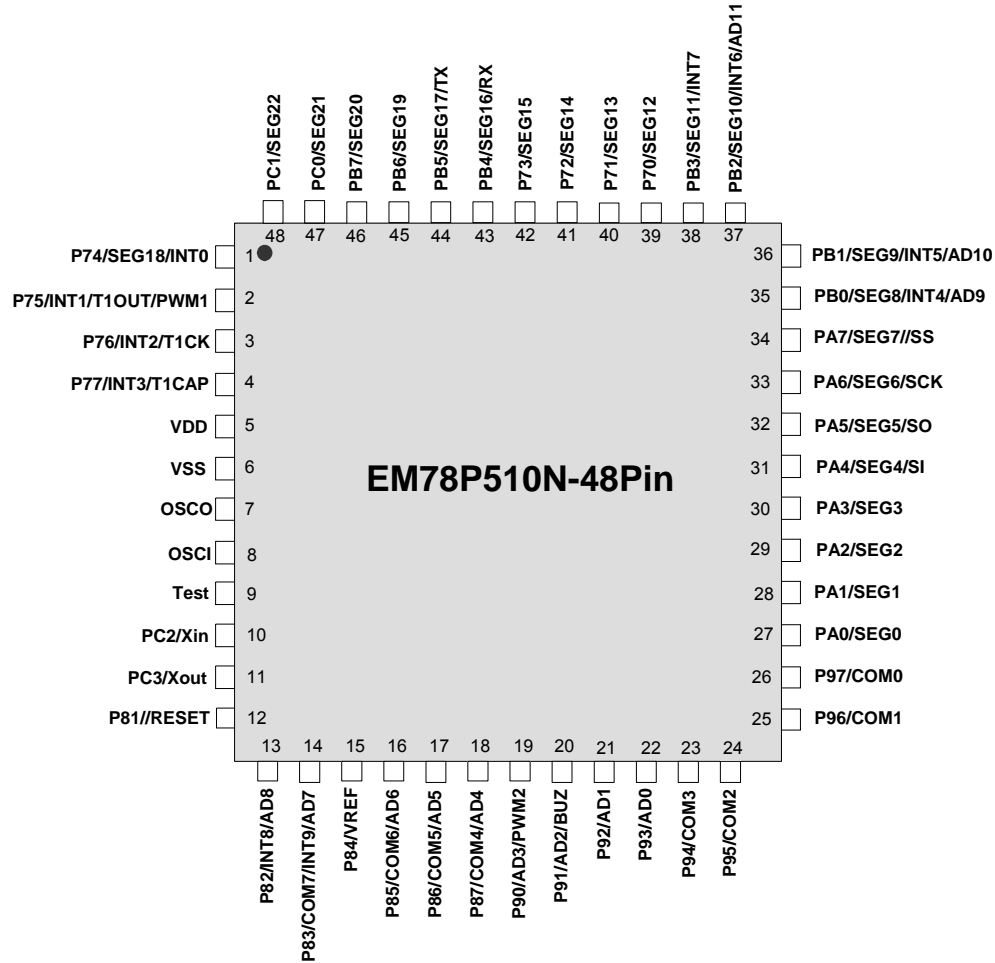 PC1/SEG22
PC0/SEG21
PB7/SEG20
PB6/SEG19
PB5/SEG17/TX
PB4/SEG16/RX
P73/SEG15
P72/SEG14
P71/SEG13
P70/SEG12
PB3/SEG11/INT7
PB2/SEG10/INT6/AD11
48 47 46 45 44 43 42 41 40 39 38 37
P74/SEG18/INT0 1 36 PB1/SEG9/INT5/AD10
P75/INT1/T1OUT/PWM1 2 35 PB0/SEG8/INT4/AD9
P76/INT2/T1CK 3 34 PA7/SEG7//SS
P77/INT3/T1CAP 4 33 PA6/SEG6/SCK
VDD 5 32 PA5/SEG5/SO
VSS 6 31 PA4/SEG4/SI
EM78P510N-48Pin
OSCO 7 30 PA3/SEG3
OSCI 8 29 PA2/SEG2
Test 9 28 PA1/SEG1
PC2/Xin 10 27 PA0/SEG0
PC3/Xout 11 26 P97/COM0
P81//RESET 12 25 P96/COM1
13 14 15 16 17 18 19 20 21 22 23 24
P82/INT8/AD8
P83/COM7/INT9/AD7
P84/VREF
P85/COM6/AD6
P86/COM5/AD5
P87/COM4/AD4
P90/AD3/PWM2
P91/AD2/BUZ
P92/AD1
P93/AD0
P94/COM3
P95/COM2